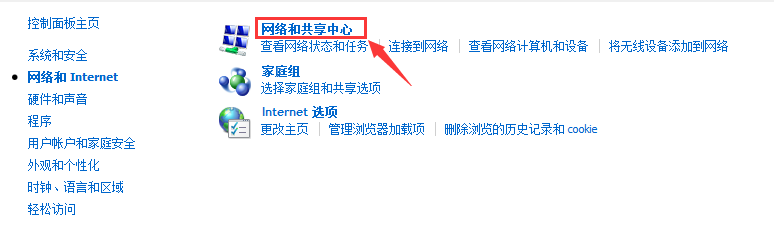 控制面板主页
系统和安全
网络和 Internet
硬件和声音
程序
用户帐户和家庭安全
外观和个性化
时钟、语言和区域
轻松访问
网络和共享中心
查看网络状态和任务 连接到网络 查看网络计算机和设备 将无线设备添加到网络
家庭组
选择家庭组和共享选项
Internet 选项
更改主页 管理浏览器加载项 删除浏览的历史记录和 cookie